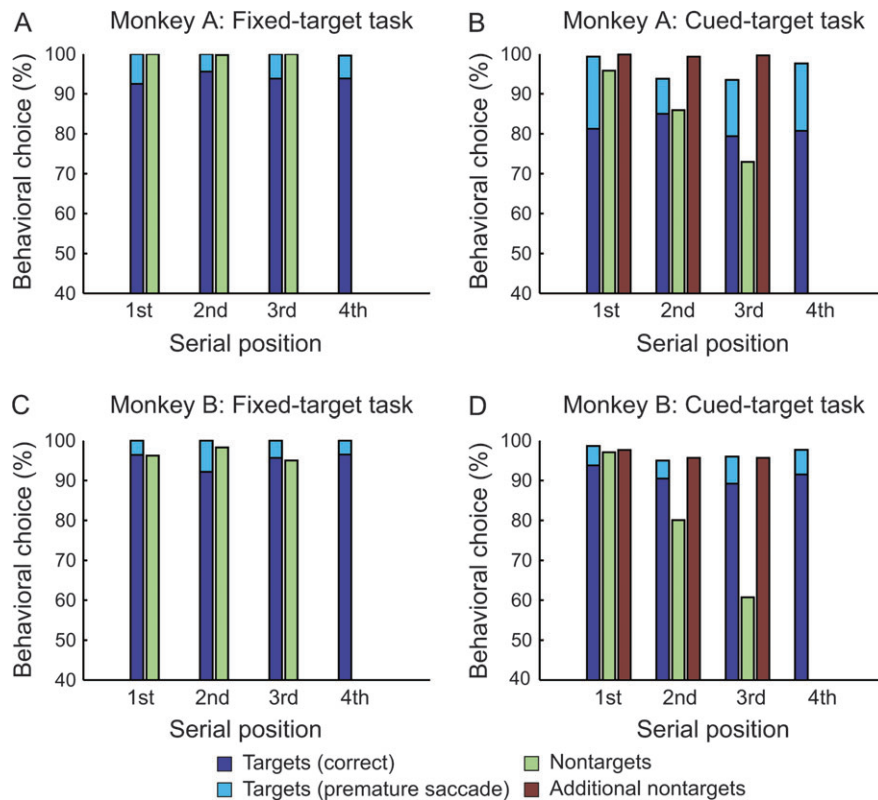 A Monkey A: Fixed-target task
100
90
80
70
60
50
40
Behavioral choice (%)
1st 2nd 3rd 4th
Serial position
B Monkey A: Cued-target task
100
90
80
70
60
50
40
Behavioral choice (%)
1st 2nd 3rd 4th
Serial position
C Monkey B: Fixed-target task
100
90
80
70
60
50
40
Behavioral choice (%)
1st 2nd 3rd 4th
Serial position
D Monkey B: Cued-target task
100
90
80
70
60
50
40
Behavioral choice (%)
1st 2nd 3rd 4th
Serial position
Targets (correct)
Targets (premature saccade)
Nontargets
Additional nontargets